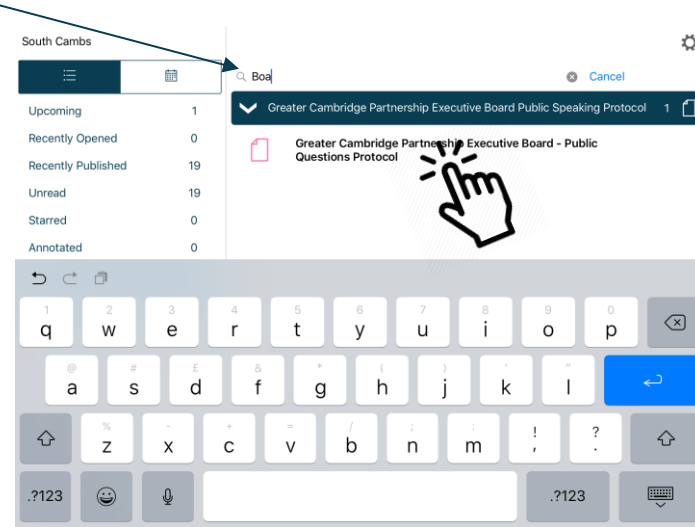 South Cambs
Boa
Cancel
Upcoming 1
Recently Opened 0
Recently Published 19
Unread 19
Starred 0
Annotated 0
Greater Cambridge Partnership Executive Board Public Speaking Protocol 1
Greater Cambridge Partnership Executive Board - Public
Questions Protocol
1 2 3 4 5 6 7 8 9 0
q w e r t y u i o p
@ # £ & * ( ) ' "
a s d f g h j k l
% - + = / ; : ! ?
z x c v b n m , .
.?123 .?123